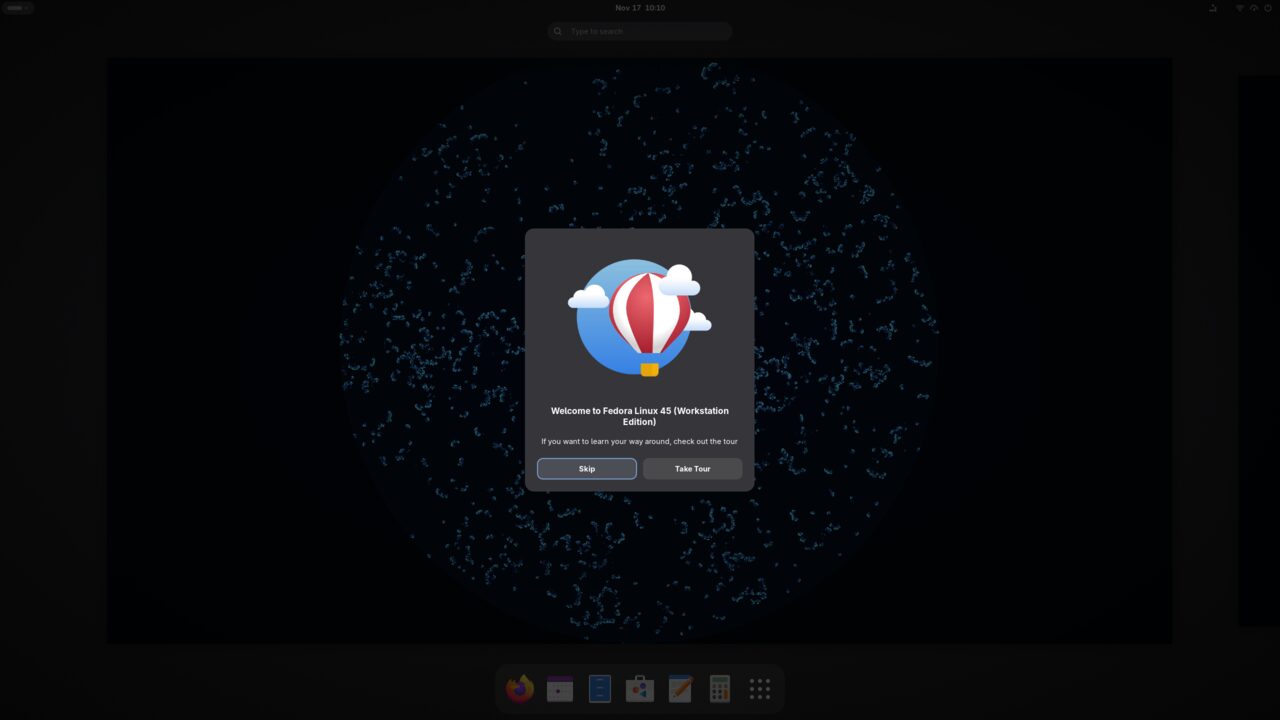 Nov 17 10:10
Type to search
Welcome to Fedora Linux 45 (Workstation
Edition)
If you want to learn your way around, check out the tour
Skip
Take Tour